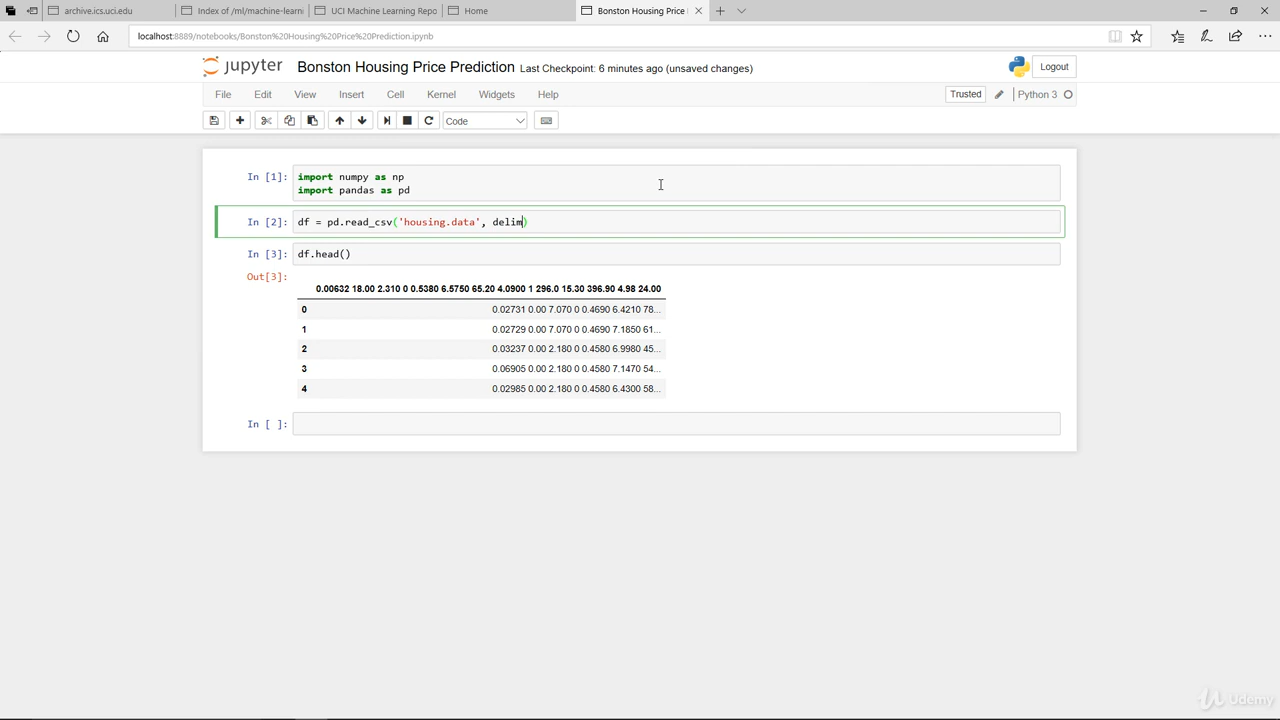 archive.ics.uci.edu
Index of /ml/machine-learni
UCI Machine Learning Repo
Home
Bonston Housing Price
localhost:8889/notebooks/Bonston%20Housing%20Price%20Prediction.ipynb
jupyter Bonston Housing Price Prediction Last Checkpoint: 6 minutes ago (unsaved changes)
Logout
File Edit View Insert Cell Kernel Widgets Help
Trusted
Python 3
Code
In [1]: import numpy as np
import pandas as pd
In [2]: df = pd.read_csv('housing.data', delim)
In [3]: df.head()
Out[3]:
0.00632 18.00 2.310 0 0.5380 6.5750 65.20 4.0900 1 296.0 15.30 396.90 4.98 24.00
0 0.02731 0.00 7.070 0 0.4690 6.4210 78...
1 0.02729 0.00 7.070 0 0.4690 7.1850 61...
2 0.03237 0.00 2.180 0 0.4580 6.9980 45...
3 0.06905 0.00 2.180 0 0.4580 7.1470 54...
4 0.02985 0.00 2.180 0 0.4580 6.4300 58...
In [ ]:
Udemy